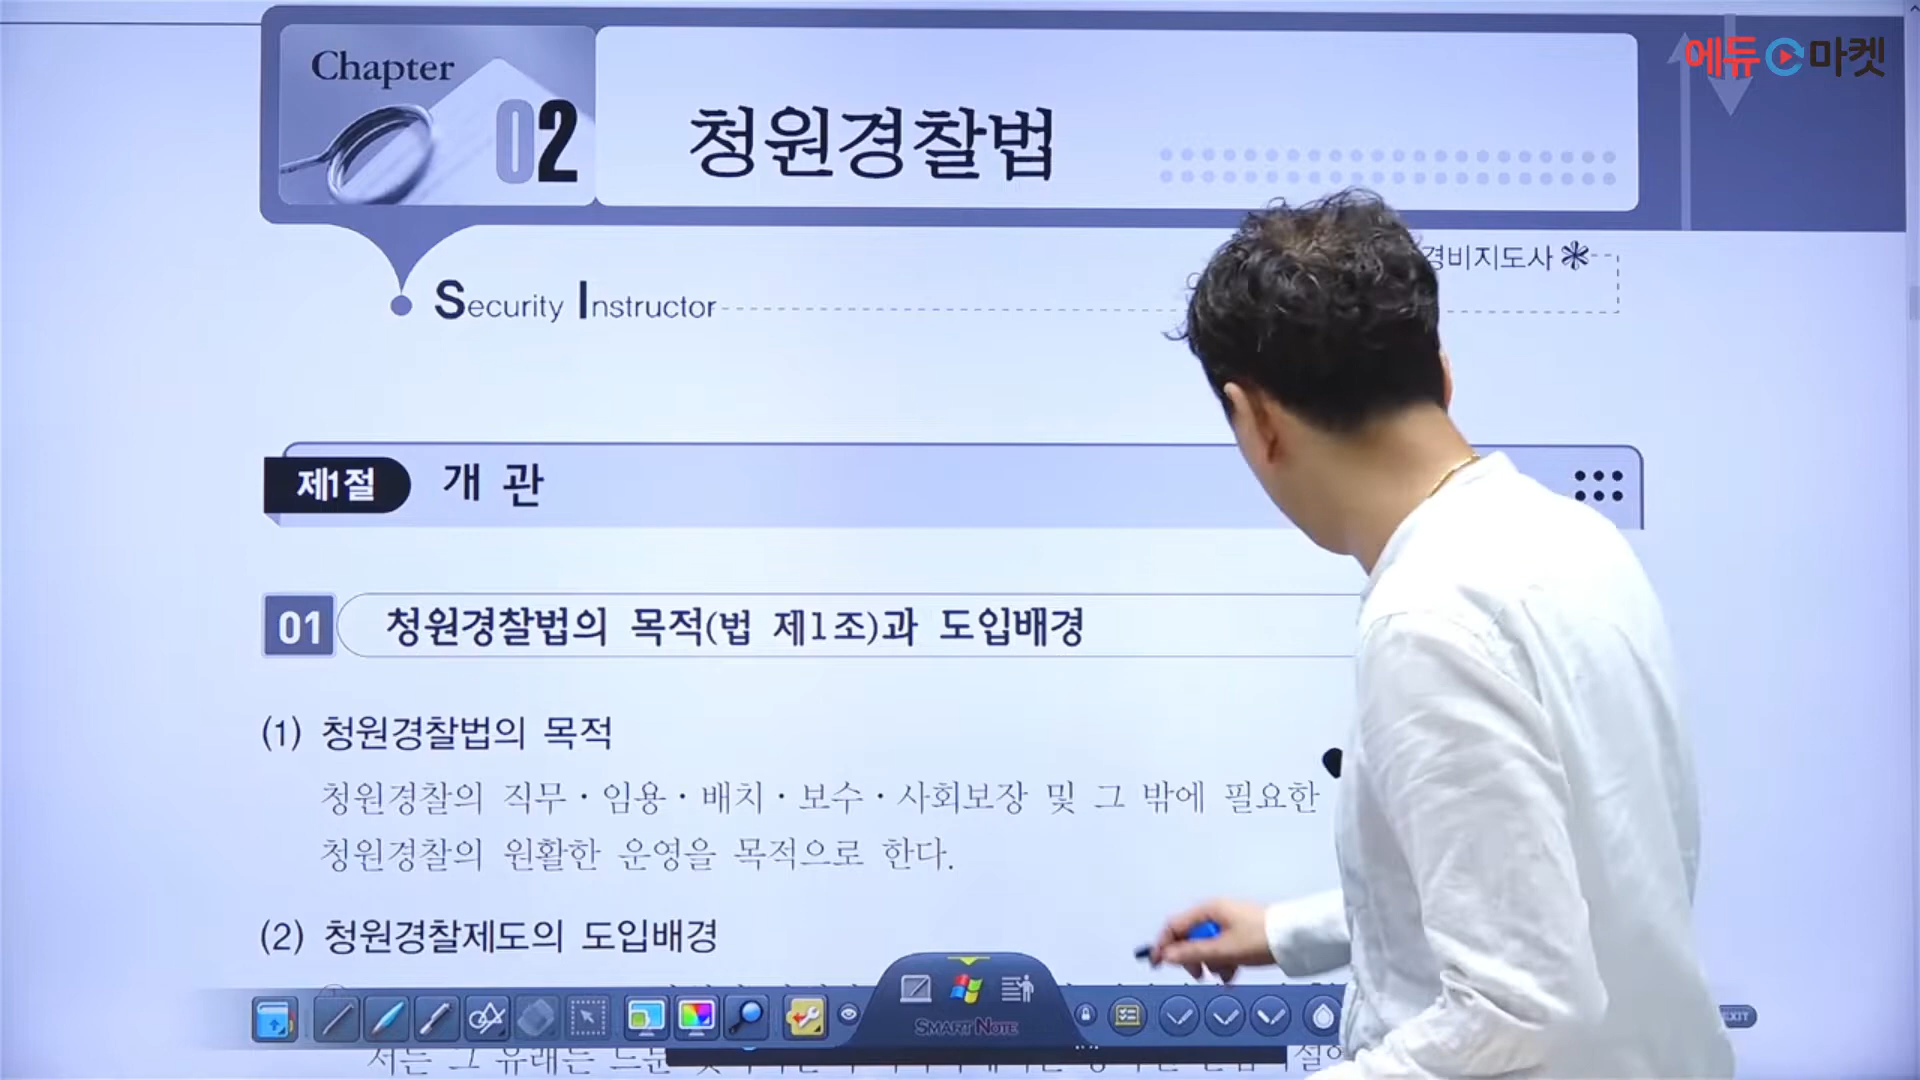 에듀 마켓
Chapter
02
청원경찰법
경비지도사
Security Instructor
제1절 개 관
01 청원경찰법의 목적(법 제1조)과 도입배경
(1) 청원경찰법의 목적
청원경찰의 직무·임용·배치·보수·사회보장 및 그 밖에 필요한
청원경찰의 원활한 운영을 목적으로 한다.
(2) 청원경찰제도의 도입배경
SMART NOTE
EXIT